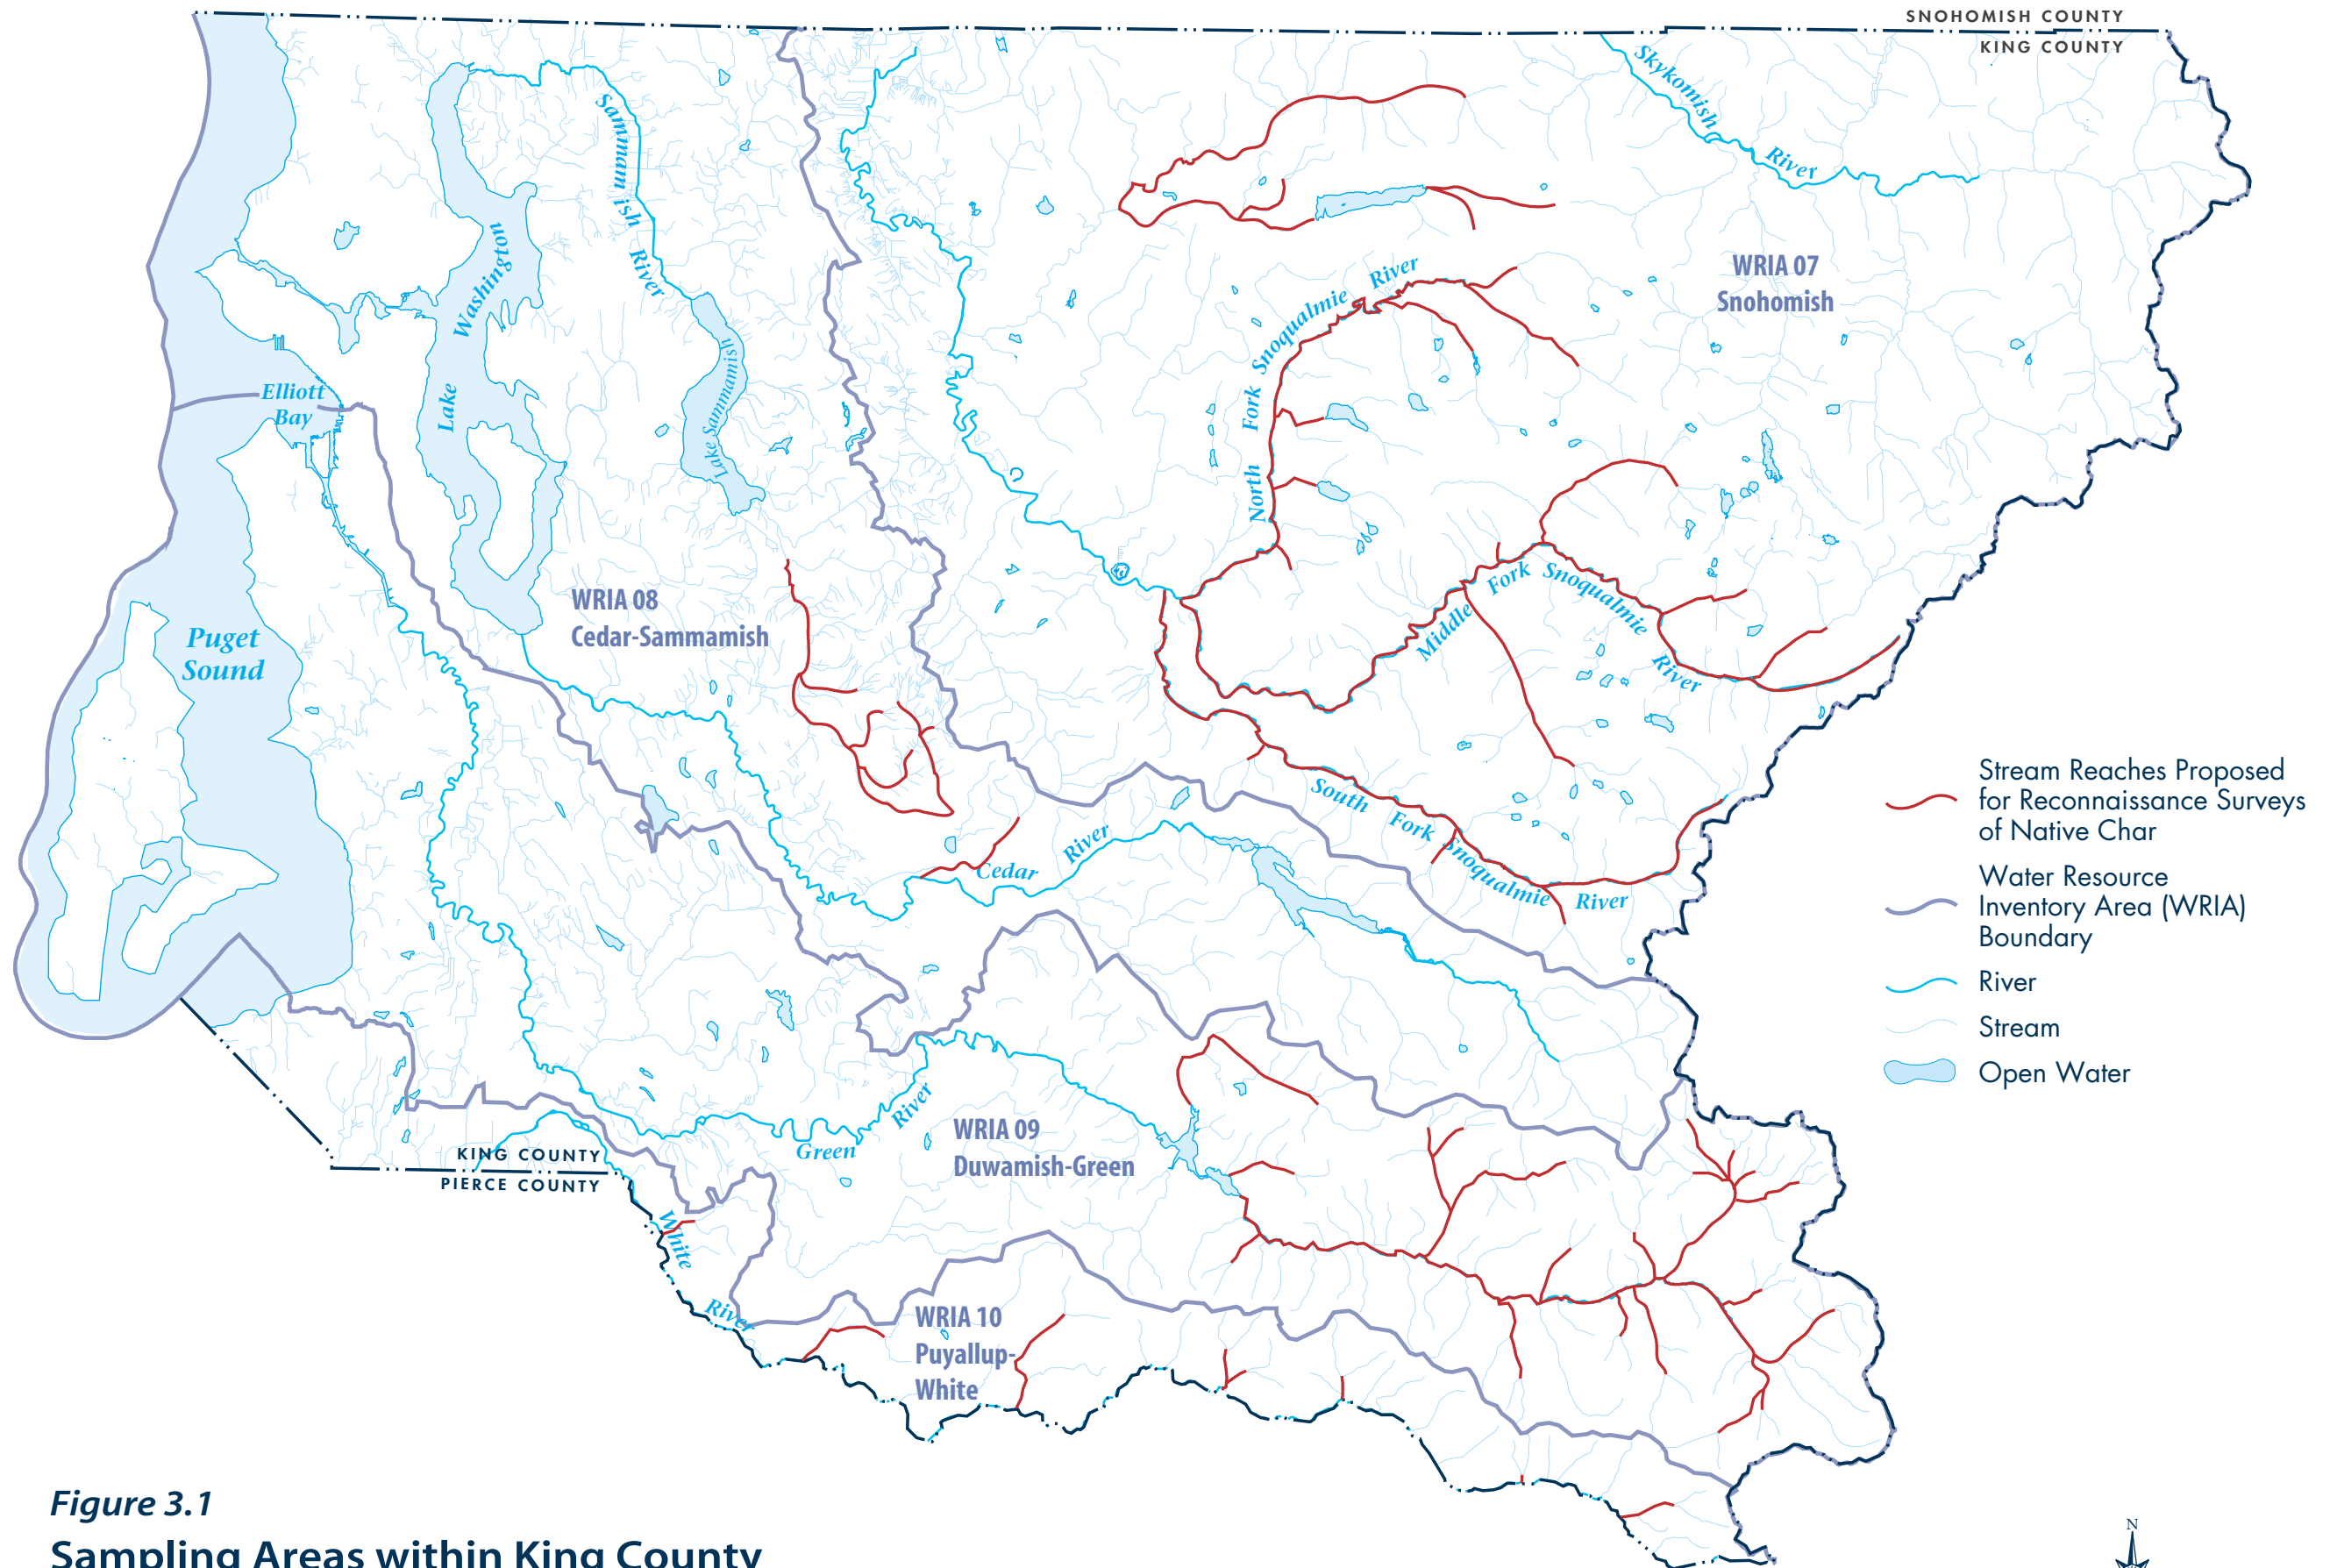 SNOHOMISH COUNTY
KING COUNTY
Skykomish
River
Sammamish River
Lake Washington
Lake Sammamish
North Fork Snoqualmie River
WRIA 07
Snohomish
Elliott
Bay
Puget
Sound
WRIA 08
Cedar-Sammamish
Middle Fork Snoqualmie River
South Fork Snoqualmie River
Cedar River
Stream Reaches Proposed
for Reconnaissance Surveys
of Native Char
Water Resource
Inventory Area (WRIA)
Boundary
River
Stream
Open Water
Green River
WRIA 09
Duwamish-Green
KING COUNTY
PIERCE COUNTY
White
River
WRIA 10
Puyallup-
White
Figure 3.1
Sampling Areas within King County
N